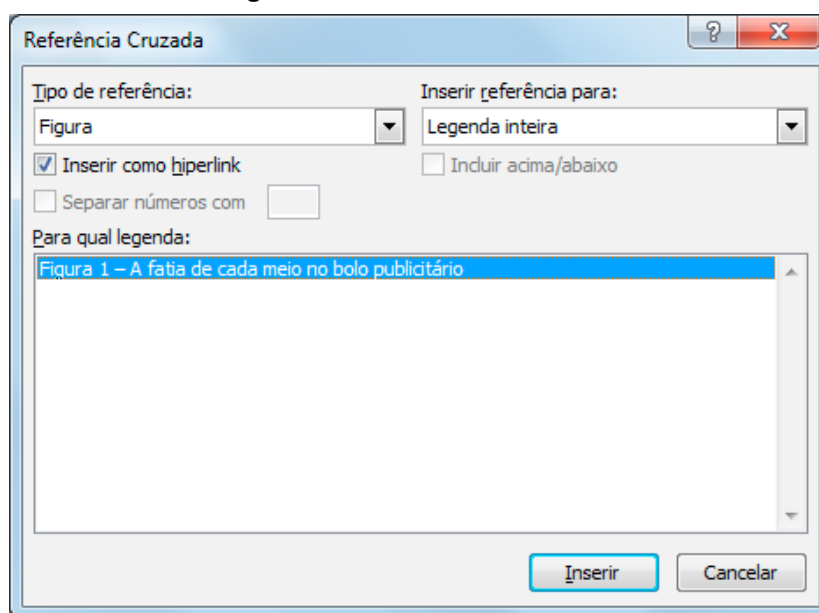 Referência Cruzada
Tipo de referência:
Inserir referência para:
Figura
Legenda inteira
Inserir como hiperlink
Incluir acima/abaixo
Separar números com
Para qual legenda:
Figura 1 – A fatia de cada meio no bolo publicitário
Inserir
Cancelar